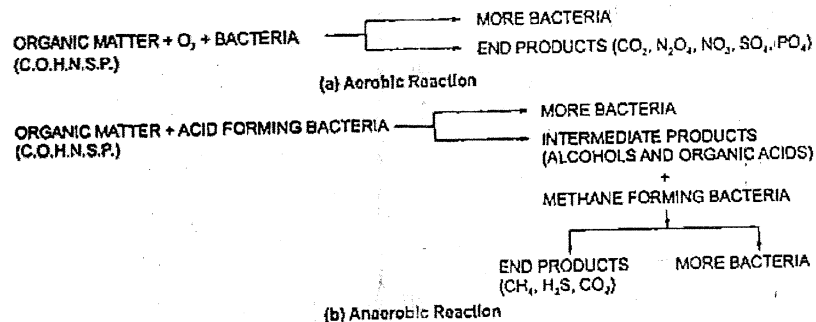 MORE BACTERIA
ORGANIC MATTER + O₃ + BACTERIA
(C.O.H.N.S.P.)
END PRODUCTS (CO₂, N₂O₄, NO₃, SO₄, PO₄)
(a) Aerobic Reaction
MORE BACTERIA
ORGANIC MATTER + ACID FORMING BACTERIA
(C.O.H.N.S.P.)
INTERMEDIATE PRODUCTS
(ALCOHOLS AND ORGANIC ACIDS)
+
METHANE FORMING BACTERIA
END PRODUCTS MORE BACTERIA
(CH₄, H₂S, CO₂)
(b) Anaerobic Reaction